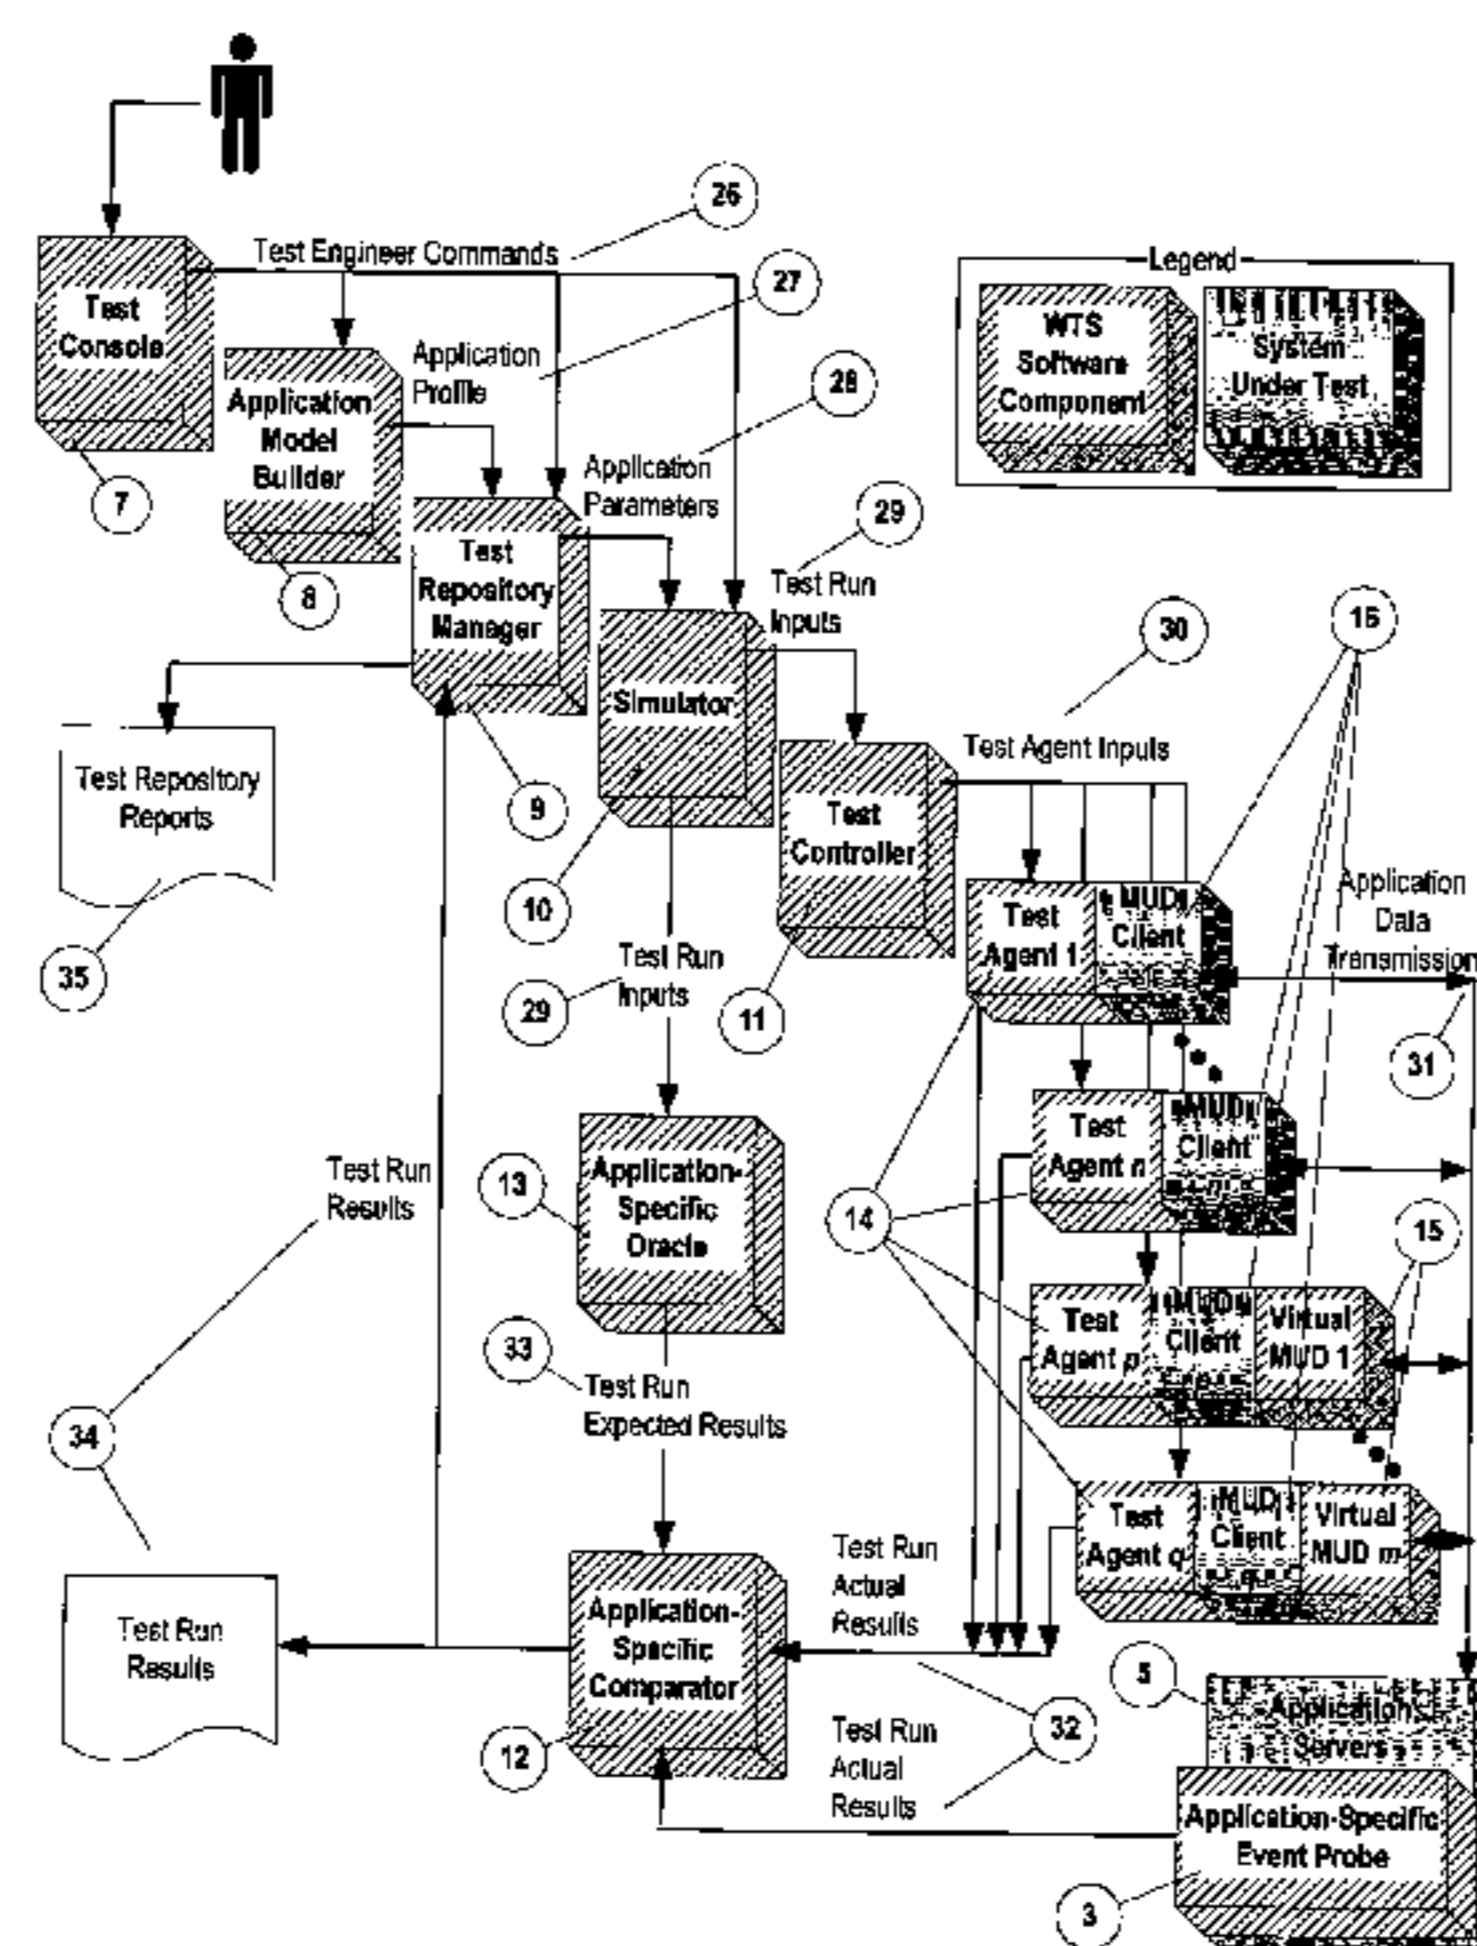 26
Test Engineer Commands
Legend
27
Test
Console
WTS
Software
Component
System
Under Test
Application
Profile
28
Application
Model
Builder
Application
Parameters
7
29
Test
Repository
Manager
8
Test Run
Inputs
30
16
Simulator
Test Agent Inputs
Test Repository
Reports
9
Test
Controller
10
Application
Data
Transmission
Test
Agent 1
MUD
Client
35
Test Run
Inputs
29
11
31
Test
Agent n
MUD
Client
Test Run
Results
13
Application-
Specific
Oracle
14
15
33
Test
Agent p
MUD
Client
Virtual
MUD 1
Test Run
Expected Results
34
Test
Agent q
MUD
Client
Virtual
MUD m
Test Run
Actual
Results
Test Run
Results
Application-
Specific
Comparator
5
32
Application
Servers
12
Test Run
Actual
Results
Application-Specific
Event Probe
3